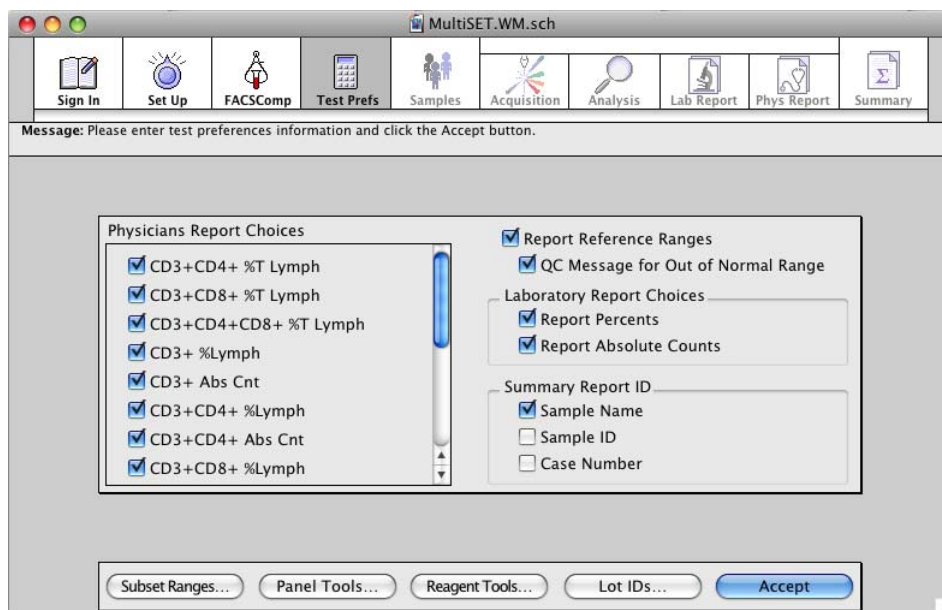 MultiSET.WM.sch
Sign In
Set Up
FACSComp
Test Prefs
Samples
Acquisition
Analysis
Lab Report
Phys Report
Summary
Message: Please enter test preferences information and click the Accept button.
Physicians Report Choices
CD3+CD4+ %T Lymph
CD3+CD8+ %T Lymph
CD3+CD4+CD8+ %T Lymph
CD3+ %Lymph
CD3+ Abs Cnt
CD3+CD4+ %Lymph
CD3+CD4+ Abs Cnt
CD3+CD8+ %Lymph
Report Reference Ranges
QC Message for Out of Normal Range
Laboratory Report Choices
Report Percents
Report Absolute Counts
Summary Report ID
Sample Name
Sample ID
Case Number
Subset Ranges...
Panel Tools...
Reagent Tools...
Lot IDs...
Accept